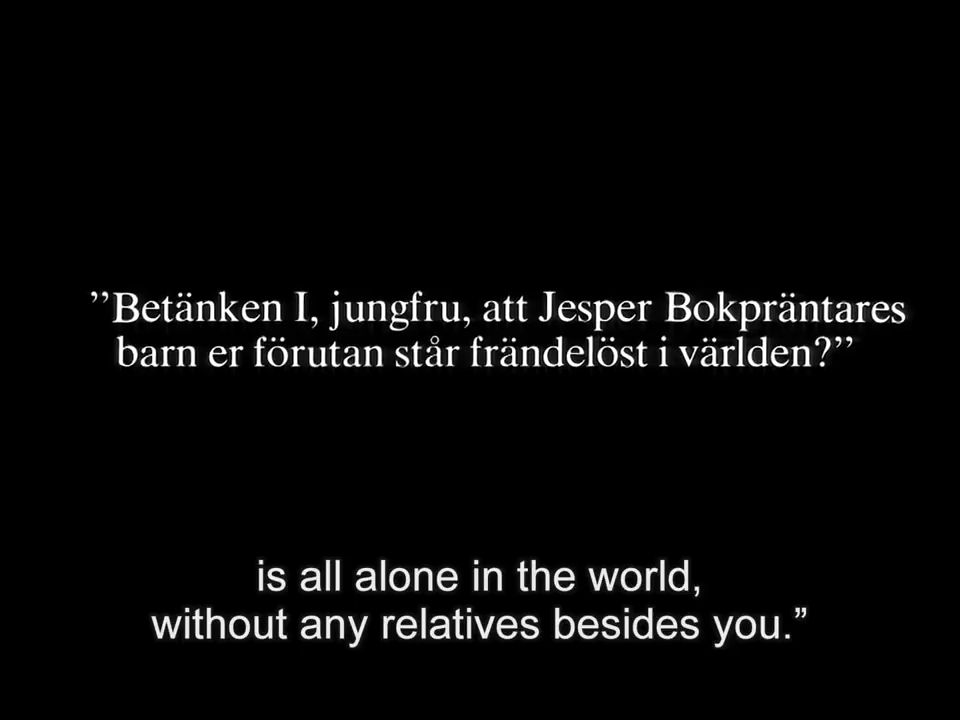 ”Betänken I, jungfru, att Jesper Bokpräntares
barn er förutan står frändelöst i världen?”
is all alone in the world,
without any relatives besides you.”